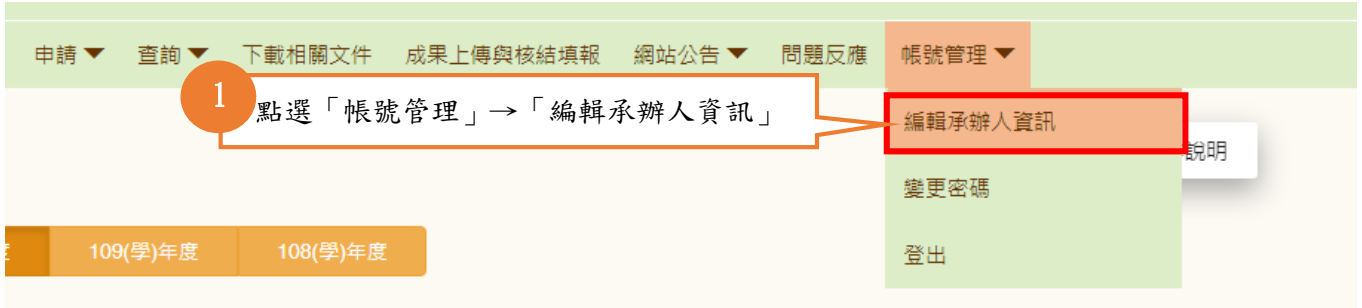 申請▼ 查詢▼ 下載相關文件 成果上傳與核結填報 網站公告▼ 問題反應 帳號管理▼
1
點選「帳號管理」→「編輯承辦人資訊」
編輯承辦人資訊
說明
變更密碼
109(學)年度 108(學)年度
登出